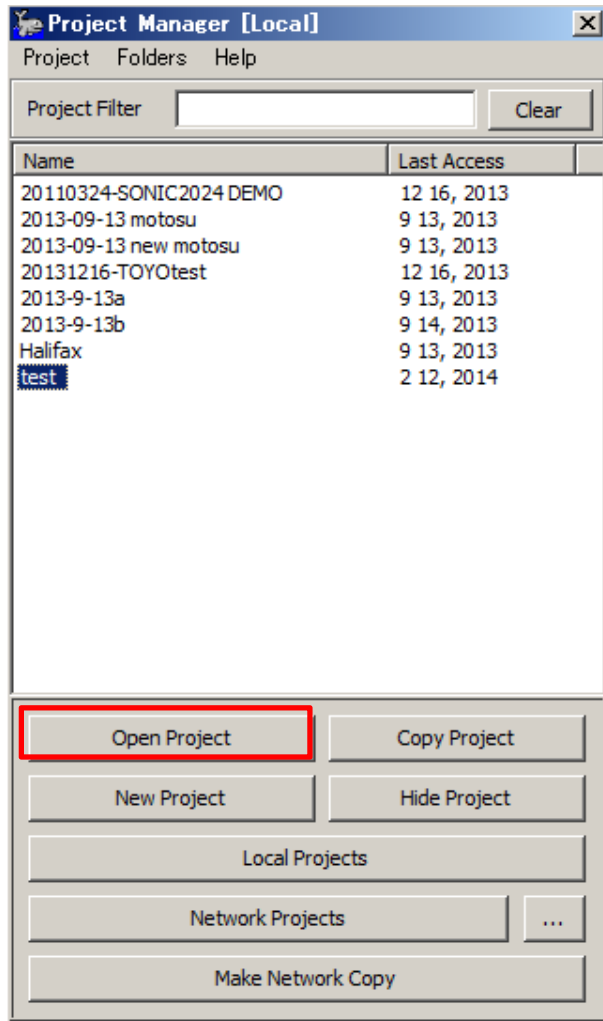 Project Manager [Local]
Project Folders Help
Project Filter Clear
Name Last Access
20110324-SONIC2024 DEMO 12 16, 2013
2013-09-13 motosu 9 13, 2013
2013-09-13 new motosu 9 13, 2013
20131216-TOYOtest 12 16, 2013
2013-9-13a 9 13, 2013
2013-9-13b 9 14, 2013
Halifax 9 13, 2013
test 2 12, 2014
Open Project Copy Project
New Project Hide Project
Local Projects
Network Projects ...
Make Network Copy